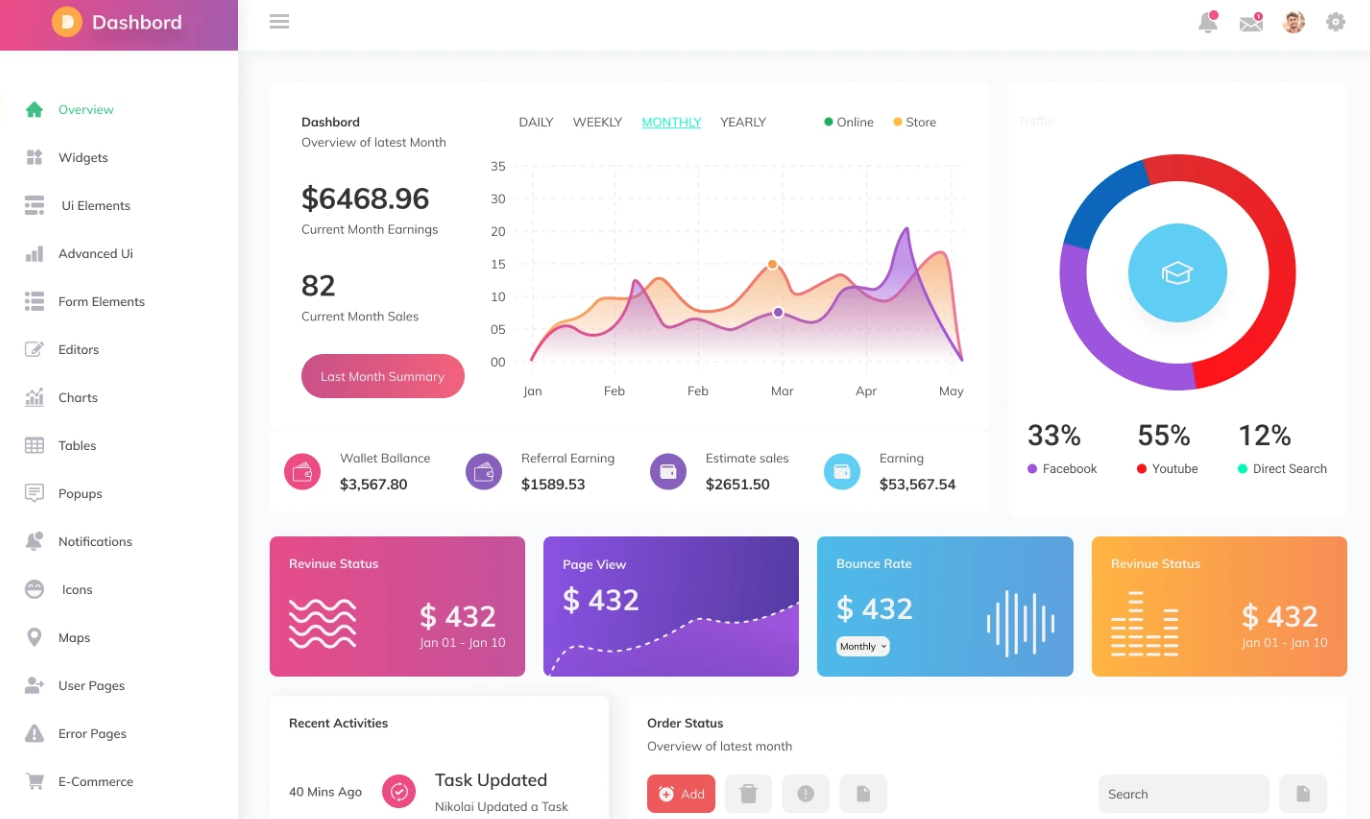 Dashbord
Overview
Widgets
Ui Elements
Advanced Ui
Form Elements
Editors
Charts
Tables
Popups
Notifications
Icons
Maps
User Pages
Error Pages
E-Commerce
1
Dashbord
Overview of latest Month
$6468.96
Current Month Earnings
82
Current Month Sales
Last Month Summary
DAILY WEEKLY MONTHLY YEARLY Online Store
35
30
20
15
10
05
00
Jan Feb Feb Mar Apr May
Traffic
33% 55% 12%
Facebook Youtube Direct Search
Wallet Ballance
$3,567.80
Referral Earning
$1589.53
Estimate sales
$2651.50
Earning
$53,567.54
Revinue Status
$ 432
Jan 01 - Jan 10
Page View
$ 432
Bounce Rate
$ 432
Monthly
Revinue Status
$ 432
Jan 01 - Jan 10
Recent Activities
40 Mins Ago
Task Updated
Nikolai Updated a Task
Order Status
Overview of latest month
Add
Search